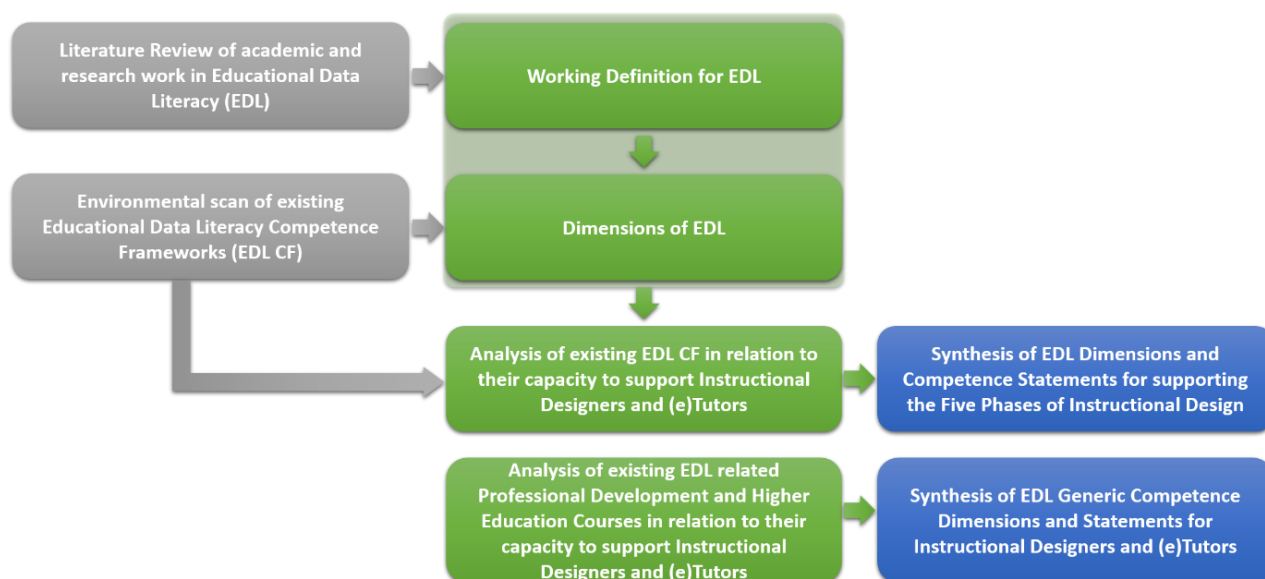 Literature Review of academic and
research work in Educational Data
Literacy (EDL)
Working Definition for EDL
Environmental scan of existing
Educational Data Literacy Competence
Frameworks (EDL CF)
Dimensions of EDL
Analysis of existing EDL CF in relation to
their capacity to support Instructional
Designers and (e)Tutors
Synthesis of EDL Dimensions and
Competence Statements for supporting
the Five Phases of Instructional Design
Analysis of existing EDL related
Professional Development and Higher
Education Courses in relation to their
capacity to support Instructional
Designers and (e)Tutors
Synthesis of EDL Generic Competence
Dimensions and Statements for
Instructional Designers and (e)Tutors